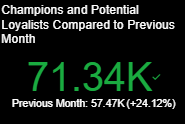 Champions and Potential
Loyalists Compared to Previous
Month
71.34K
Previous Month: 57.47K (+24.12%)